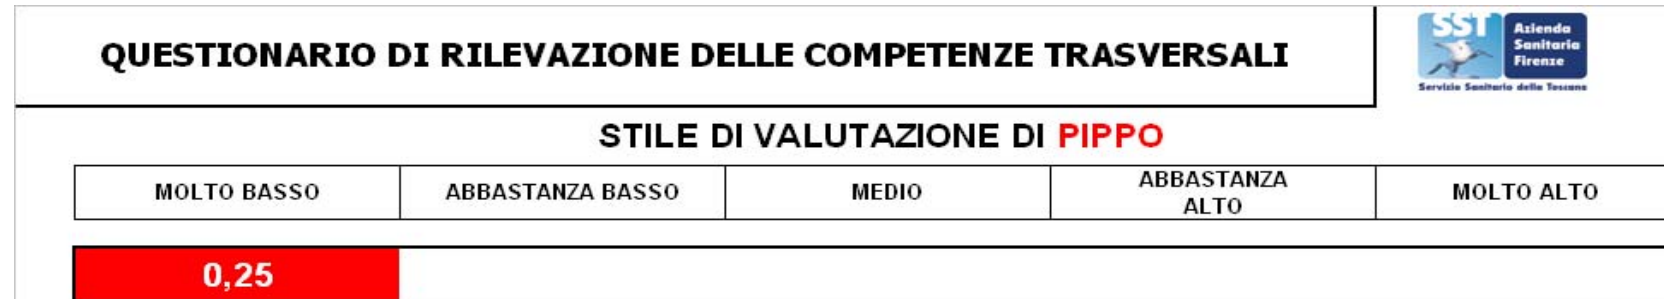 QUESTIONARIO DI RILEVAZIONE DELLE COMPETENZE TRASVERSALI
SST
Azienda
Sanitaria
Firenze
Servizio Sanitario della Toscana
STILE DI VALUTAZIONE DI PIPPO
MOLTO BASSO
ABBASTANZA BASSO
MEDIO
ABBASTANZA
ALTO
MOLTO ALTO
0,25